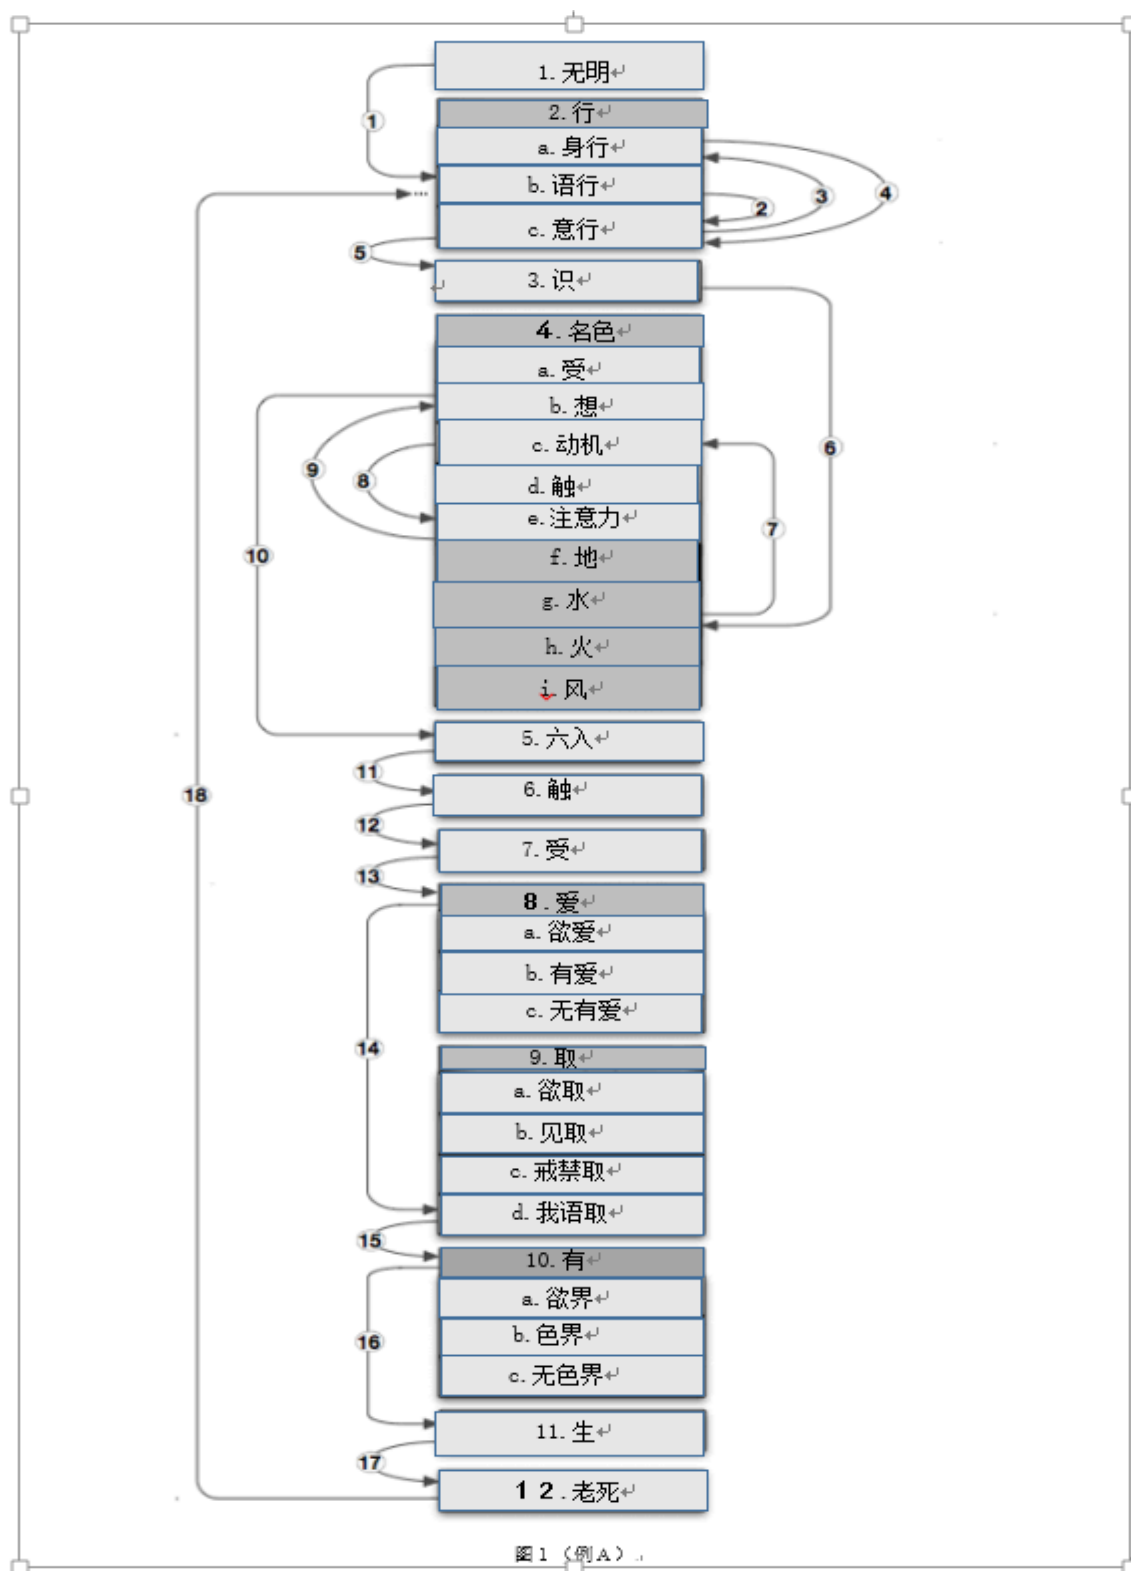 1. 无明
2. 行
a. 身行
b. 语行
c. 意行
3. 识
4. 名色
a. 受
b. 想
c. 动机
d. 触
e. 注意力
f. 地
g. 水
h. 火
i. 风
5. 六入
6. 触
7. 受
8. 爱
a. 欲爱
b. 有爱
c. 无有爱
9. 取
a. 欲取
b. 见取
c. 戒禁取
d. 我语取
10. 有
a. 欲界
b. 色界
c. 无色界
11. 生
12. 老死
1
2
3
4
5
6
7
8
9
10
11
12
13
14
15
16
17
18
...
图1（例A）